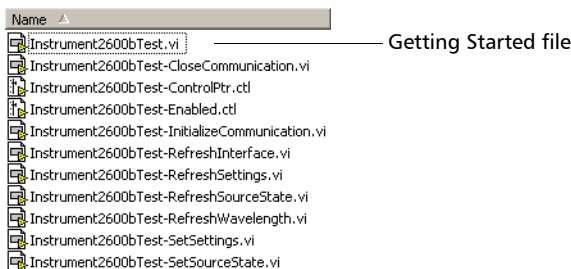 Name
Instrument2600bTest.vi Getting Started file
Instrument2600bTest-CloseCommunication.vi
Instrument2600bTest-ControlPtr.ctl
Instrument2600bTest-Enabled.ctl
Instrument2600bTest-InitializeCommunication.vi
Instrument2600bTest-RefreshInterface.vi
Instrument2600bTest-RefreshSettings.vi
Instrument2600bTest-RefreshSourceState.vi
Instrument2600bTest-RefreshWavelength.vi
Instrument2600bTest-SetSettings.vi
Instrument2600bTest-SetSourceState.vi